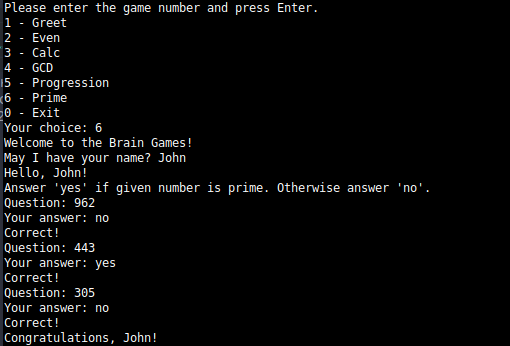 Please enter the game number and press Enter.
1 - Greet
2 - Even
3 - Calc
4 - GCD
5 - Progression
6 - Prime
0 - Exit
Your choice: 6
Welcome to the Brain Games!
May I have your name? John
Hello, John!
Answer 'yes' if given number is prime. Otherwise answer 'no'.
Question: 962
Your answer: no
Correct!
Question: 443
Your answer: yes
Correct!
Question: 305
Your answer: no
Correct!
Congratulations, John!